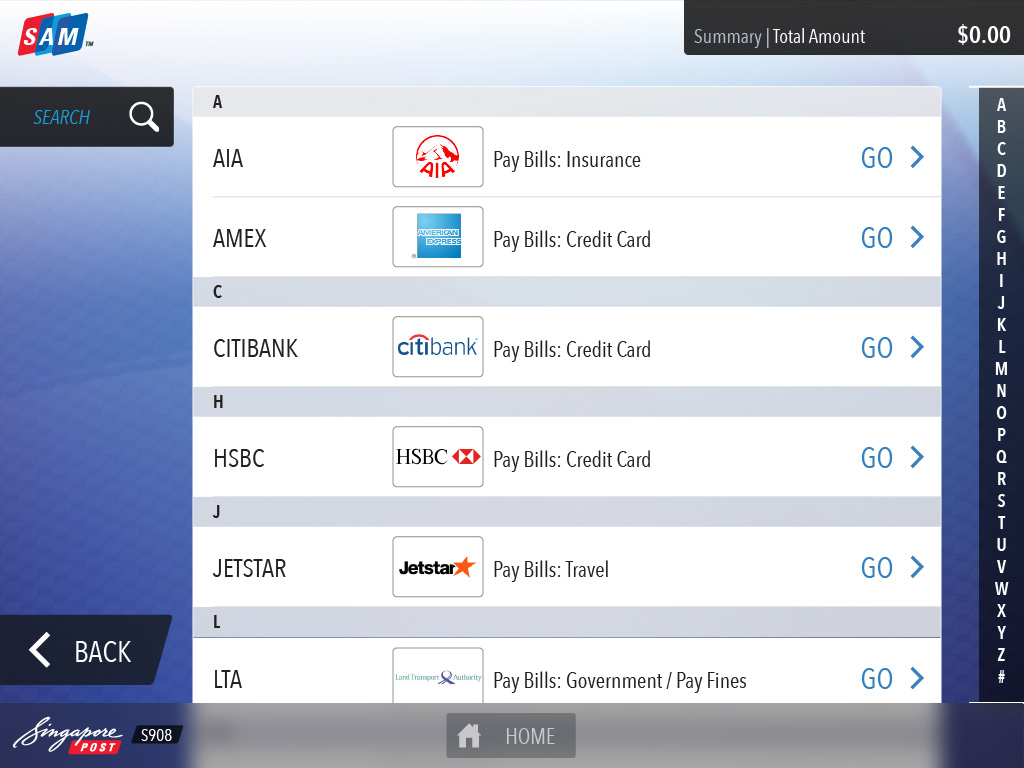 SAM™
Summary | Total Amount $0.00
SEARCH
A
AIA AIA Pay Bills: Insurance GO
AMEX AMERICAN EXPRESS ® Pay Bills: Credit Card GO
C
CITIBANK citibank Pay Bills: Credit Card GO
H
HSBC HSBC Pay Bills: Credit Card GO
J
JETSTAR Jetstar Pay Bills: Travel GO
L
LTA Land Transport Authority Pay Bills: Government / Pay Fines GO
A
B
C
D
E
F
G
H
I
J
K
L
M
N
O
P
Q
R
S
T
U
V
W
X
Y
Z
#
BACK
Singapore POST S908
HOME